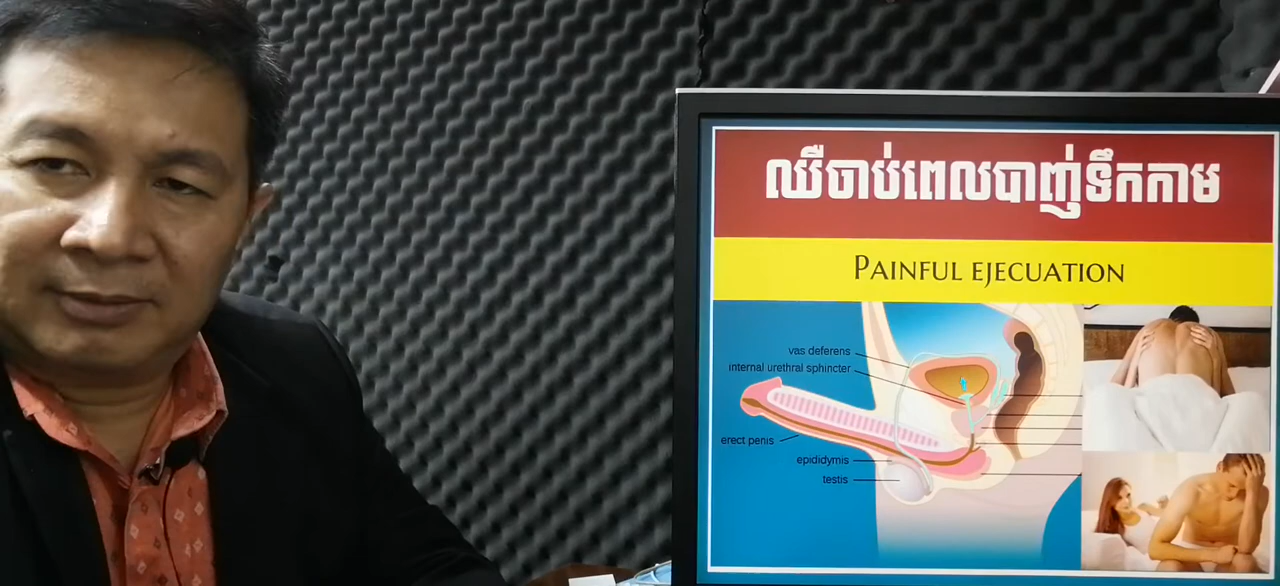 ឈឺចាប់ពេលបាញ់ទឹកកាម
PAINFUL EJECUATION
vas deferens
internal urethral sphincter
erect penis
epididymis
testis